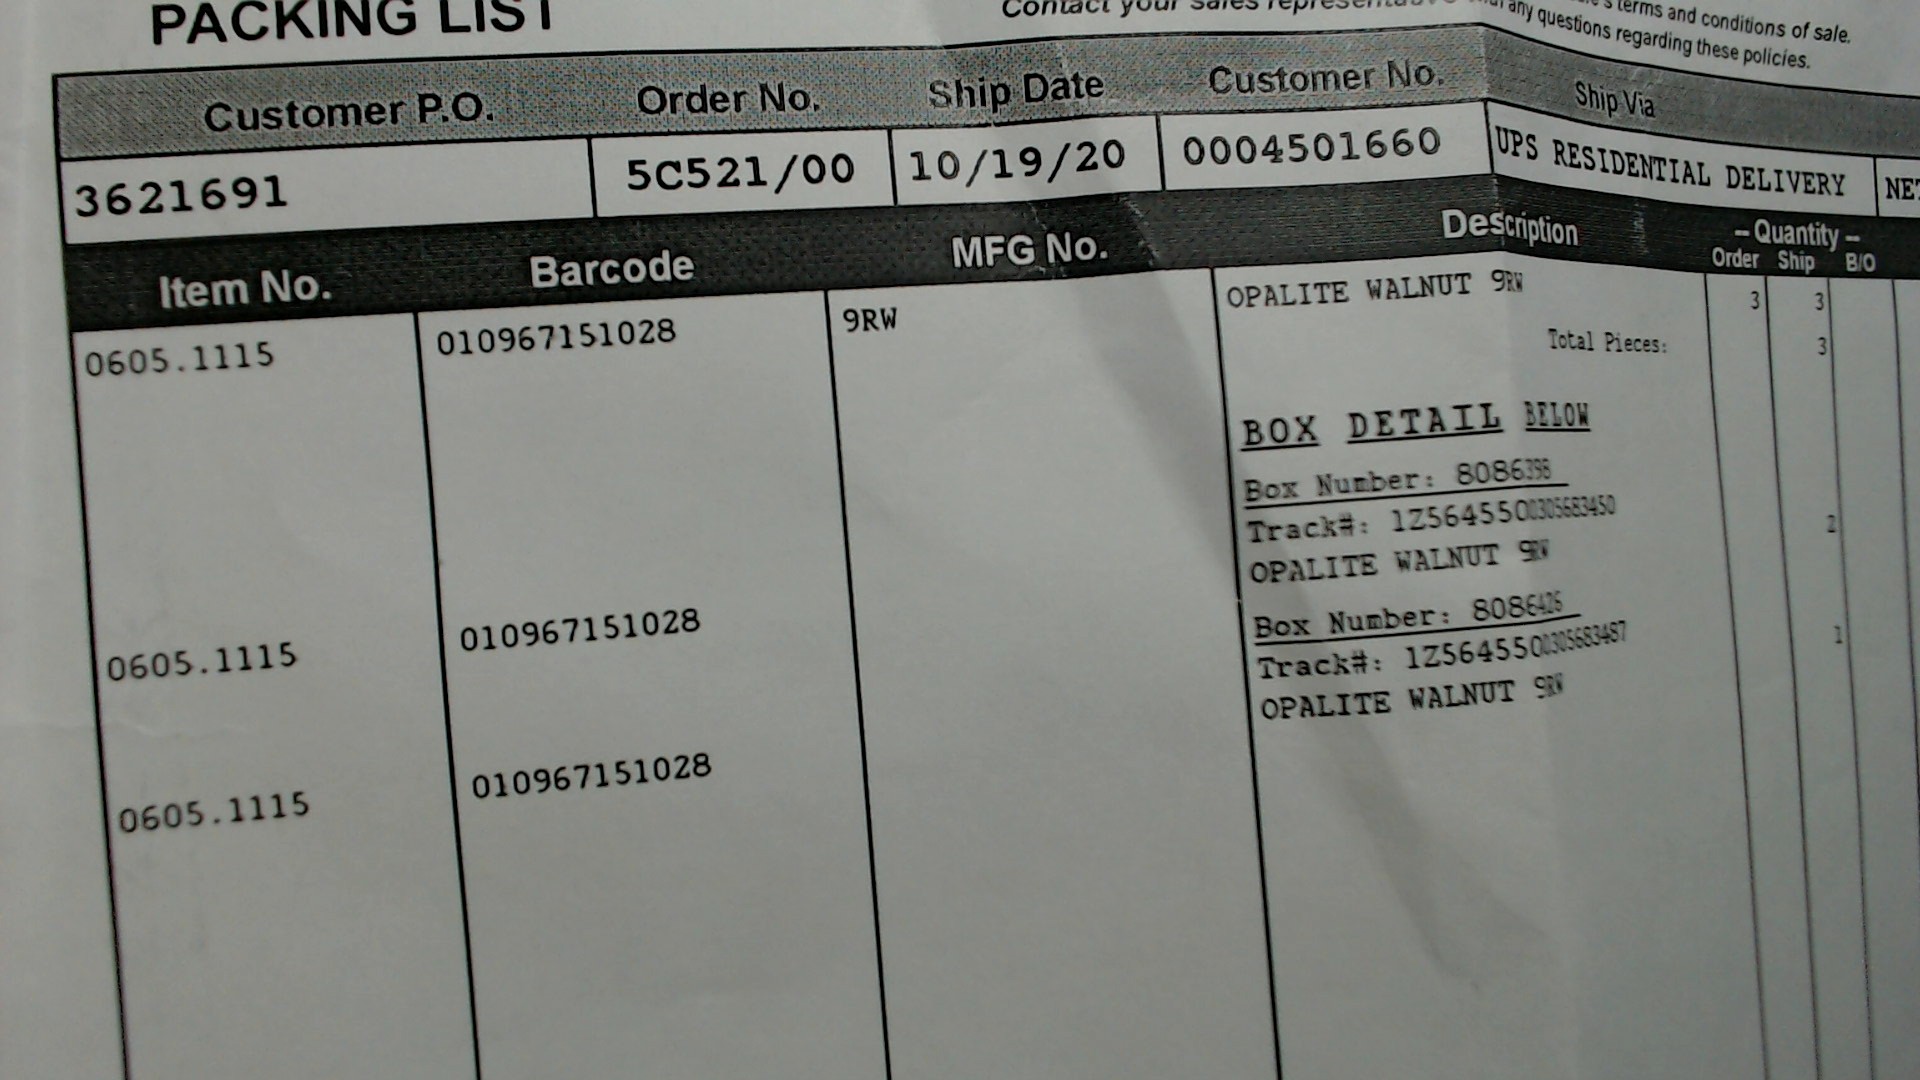 PACKING LIST
Contact your sales representative any questions regarding these policies.
terms and conditions of sale.
Customer P.O. Order No. Ship Date Customer No. Ship Via
3621691 5C521/00 10/19/20 0004501660 UPS RESIDENTIAL DELIVERY
Item No. Barcode MFG No. Description -- Quantity --
Order Ship B/O
0605.1115 010967151028 9RW OPALITE WALNUT 9RW 3 3
Total Pieces: 3
BOX DETAIL BELOW
Box Number: 8086398
Track#: 1Z5645500305683450
0605.1115 010967151028 OPALITE WALNUT 9RW 2
Box Number: 8086426
Track#: 1Z5645500305683487
0605.1115 010967151028 OPALITE WALNUT 9RW 1